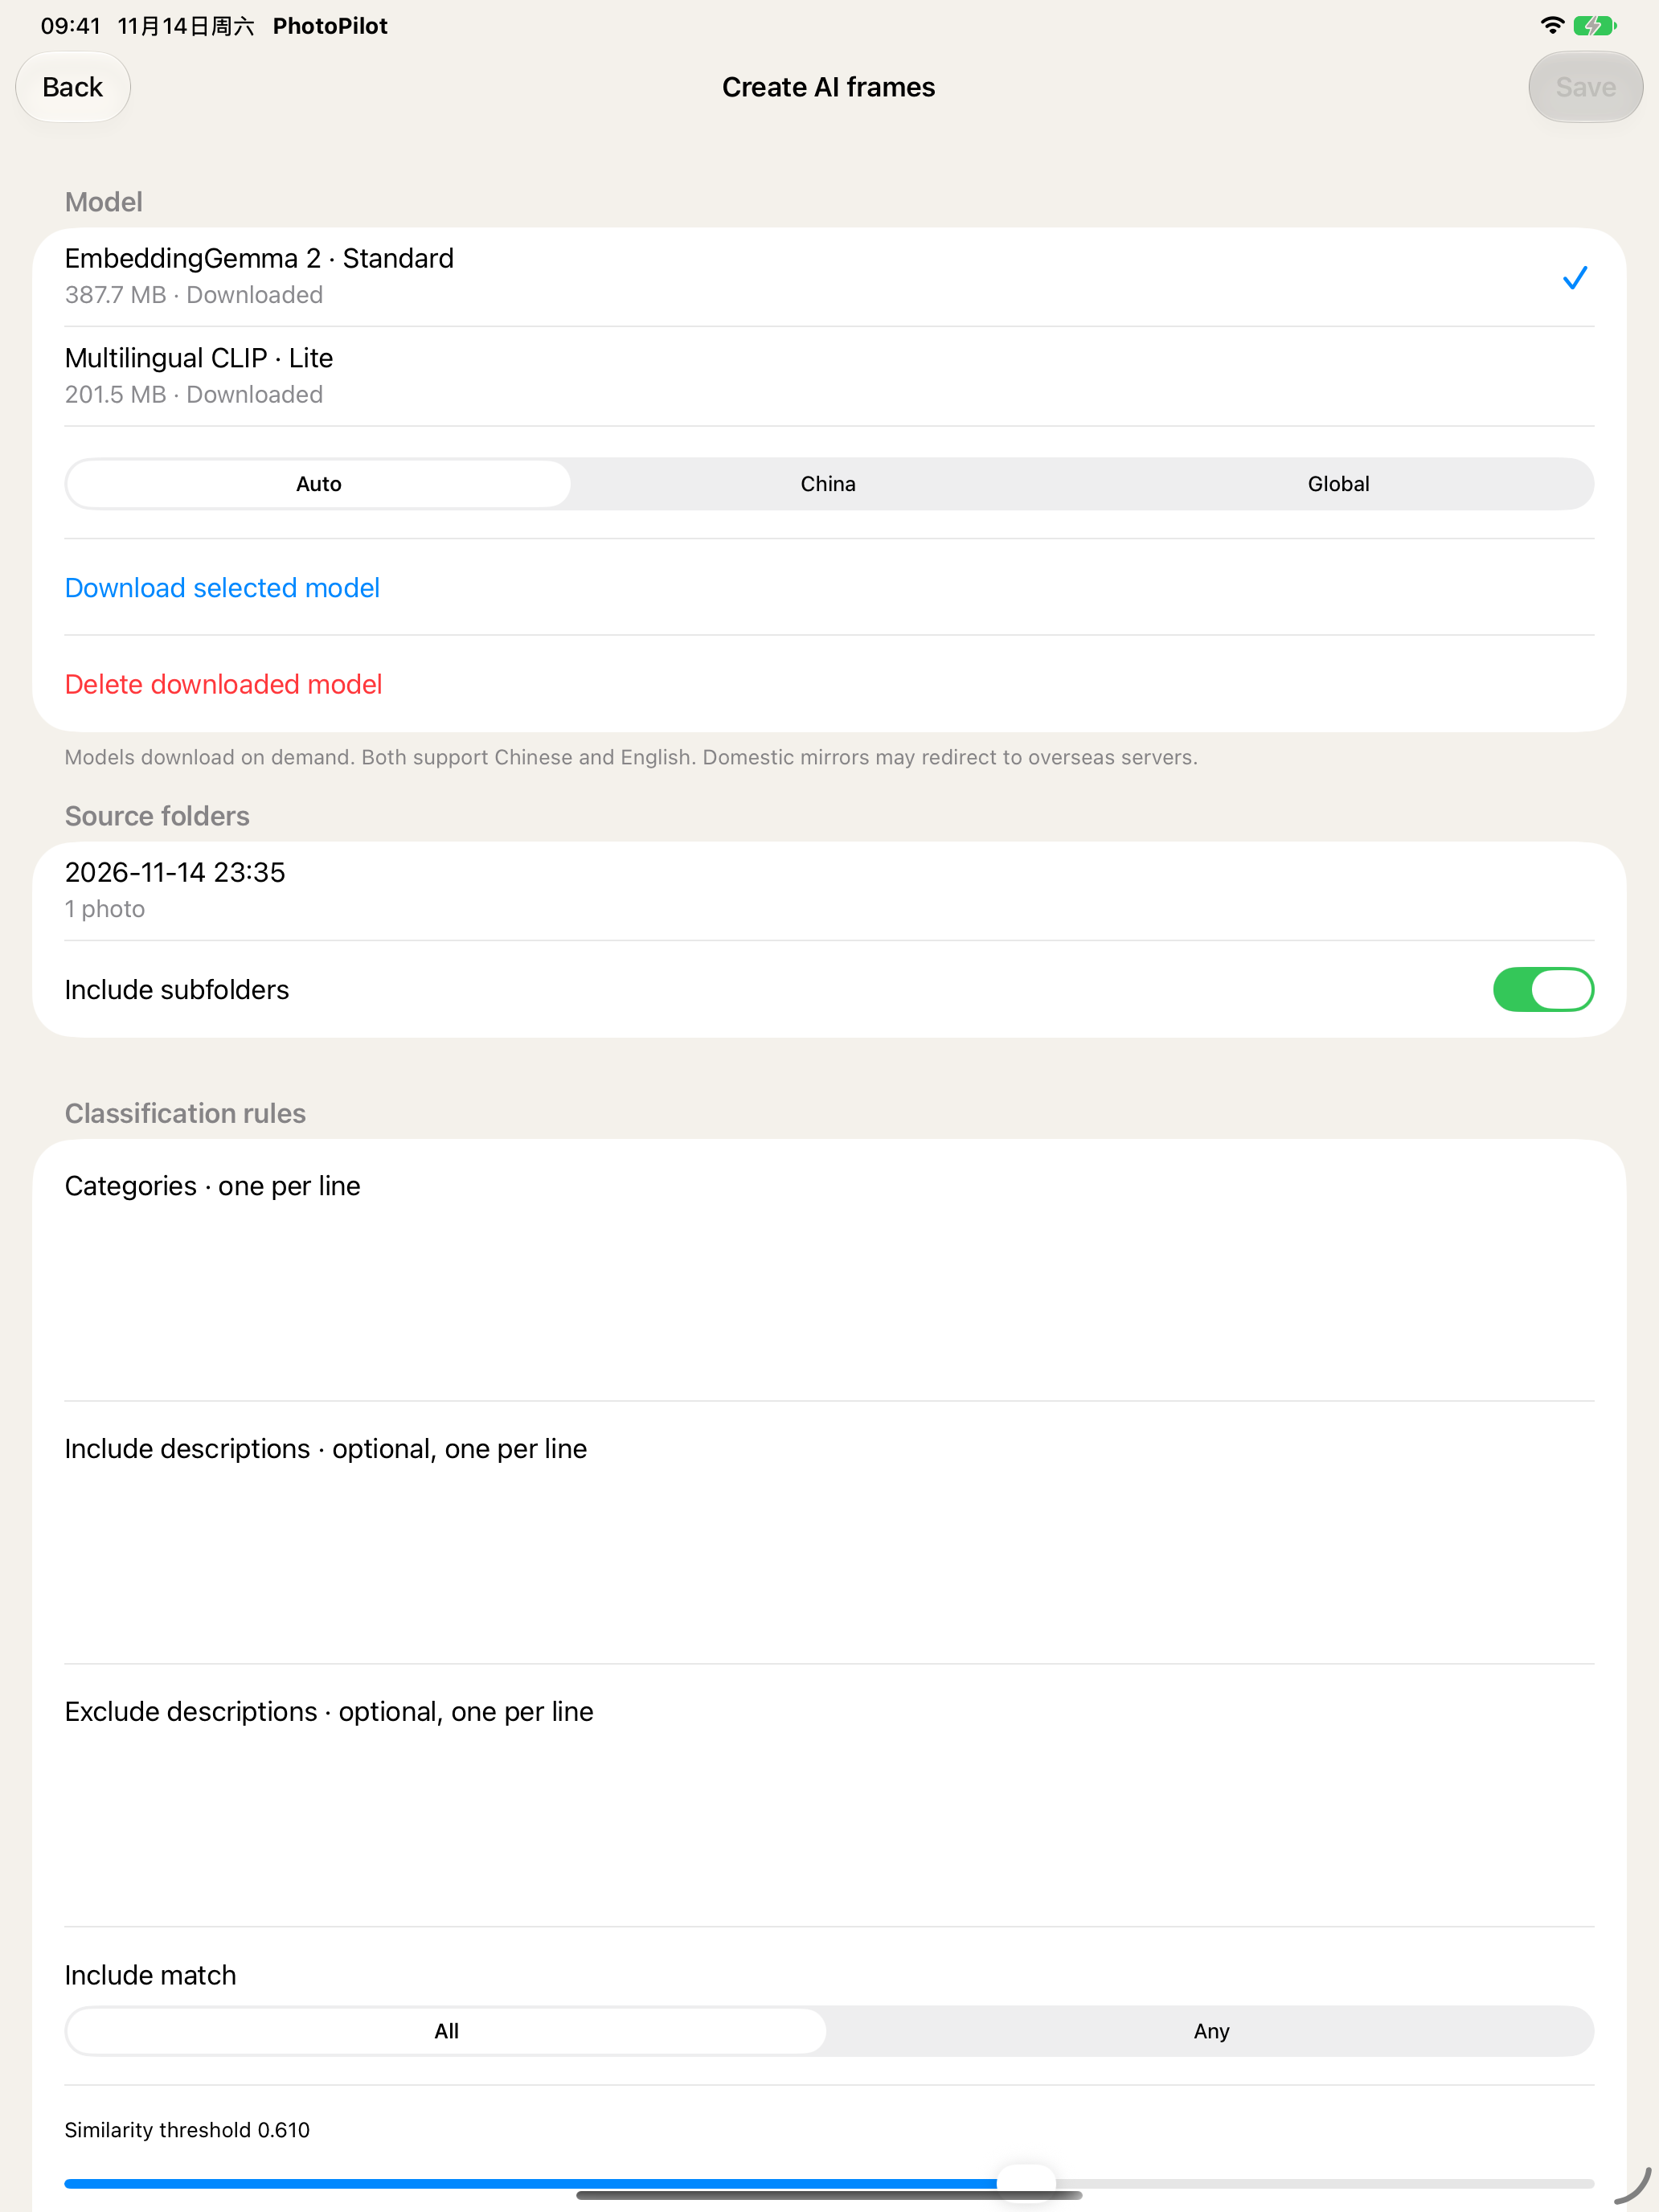 09:41 11月14日周六 PhotoPilot
Back
Create AI frames
Save
Model
EmbeddingGemma 2 · Standard
387.7 MB · Downloaded
Multilingual CLIP · Lite
201.5 MB · Downloaded
Auto
China
Global
Download selected model
Delete downloaded model
Models download on demand. Both support Chinese and English. Domestic mirrors may redirect to overseas servers.
Source folders
2026-11-14 23:35
1 photo
Include subfolders
Classification rules
Categories · one per line
Include descriptions · optional, one per line
Exclude descriptions · optional, one per line
Include match
All
Any
Similarity threshold 0.610